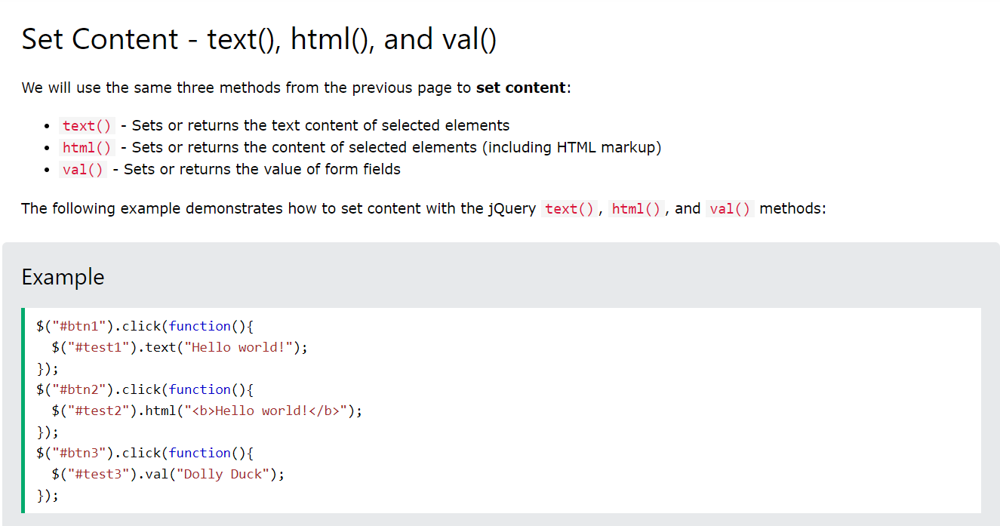 Set Content - text(), html(), and val()
We will use the same three methods from the previous page to set content:
• text() - Sets or returns the text content of selected elements
• html() - Sets or returns the content of selected elements (including HTML markup)
• val() - Sets or returns the value of form fields
The following example demonstrates how to set content with the jQuery text(), html(), and val() methods:
Example
$("#btn1").click(function(){
  $("#test1").text("Hello world!");
});
$("#btn2").click(function(){
  $("#test2").html("<b>Hello world!</b>");
});
$("#btn3").click(function(){
  $("#test3").val("Dolly Duck");
});